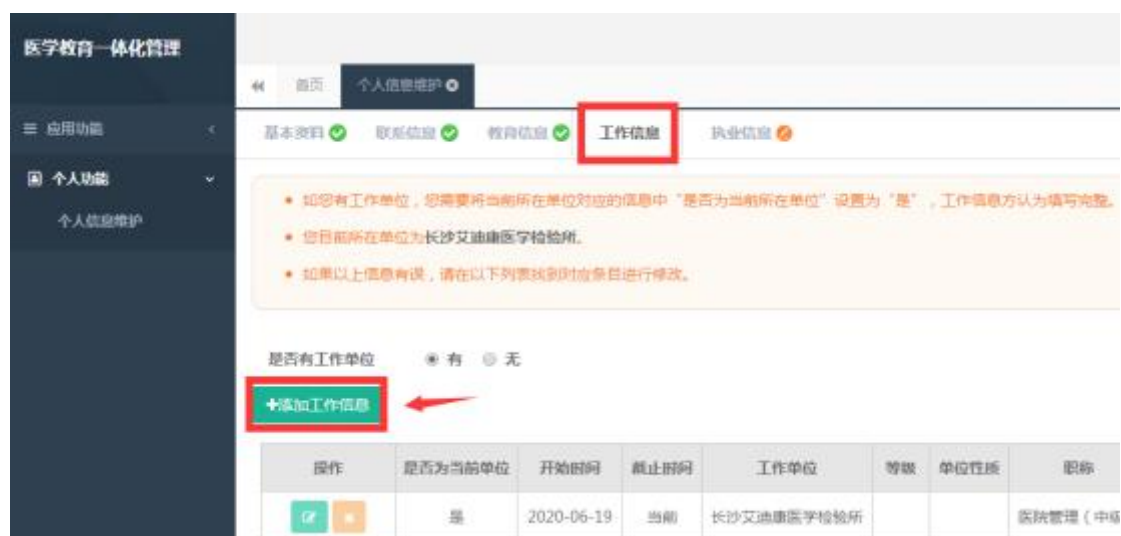 医学教育一体化管理
首页 个人信息维护
应用功能
基本资料 联系信息 教育信息 工作信息 执业信息
个人功能
个人信息维护
如您有工作单位，您需要将当前所在单位对应的信息中“是否为当前所在单位”设置为“是”，工作信息方认为填写完整。
您目前所在单位为长沙艾迪康医学检验所。
如果以上信息有误，请在以下列表找到对应条目进行修改。
是否有工作单位 有 无
+添加工作信息
操作 是否为当前单位 开始时间 截止时间 工作单位 等级 单位性质 职称
是 2020-06-19 当前 长沙艾迪康医学检验所 医院管理（中级